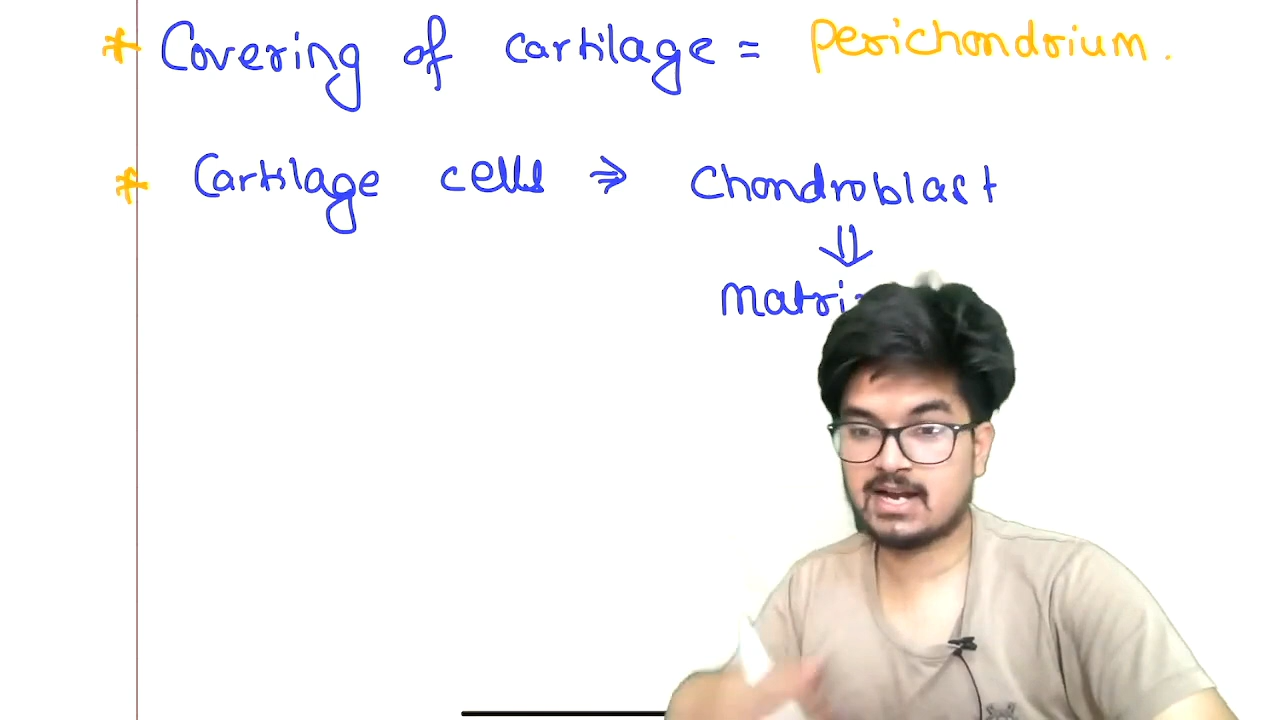 * Covering of cartilage = Perichondrium.
* Cartilage cells ⇒ Chondroblast
⇓